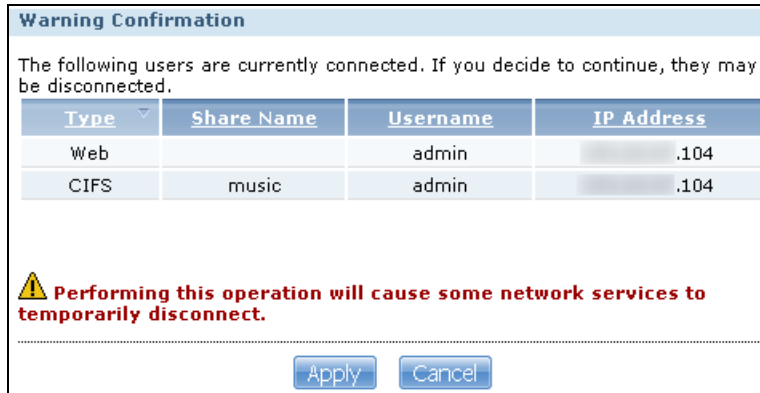 Warning Confirmation
The following users are currently connected. If you decide to continue, they may
be disconnected.
Type Share Name Username IP Address
Web admin .104
CIFS music admin .104
Performing this operation will cause some network services to
temporarily disconnect.
Apply Cancel